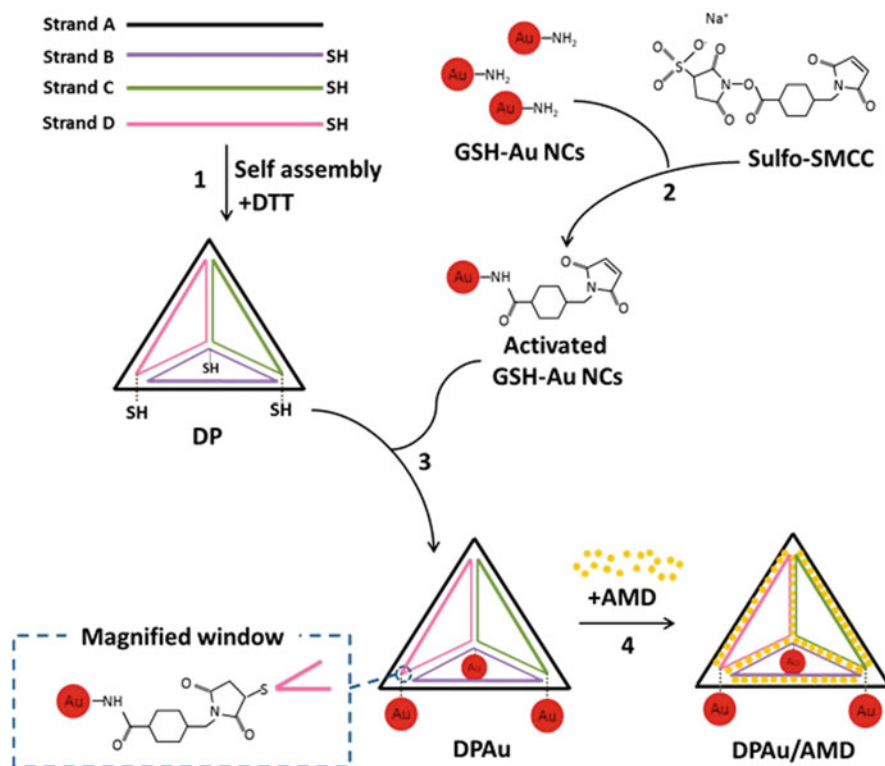 Strand A
Strand B SH
Strand C SH
Strand D SH
1
Self assembly
+DTT
SH
SH SH
DP
Au NH₂
Au NH₂
Au NH₂
GSH-Au NCs
Na⁺
O O⁻
S O
O
N O
O O
O
N
O
Sulfo-SMCC
2
Au NH
O
O
N
O
Activated
GSH-Au NCs
3
Magnified window
Au NH
O
O
N
O
S
Au
Au Au
DPAu
+AMD
4
Au
Au Au
DPAu/AMD